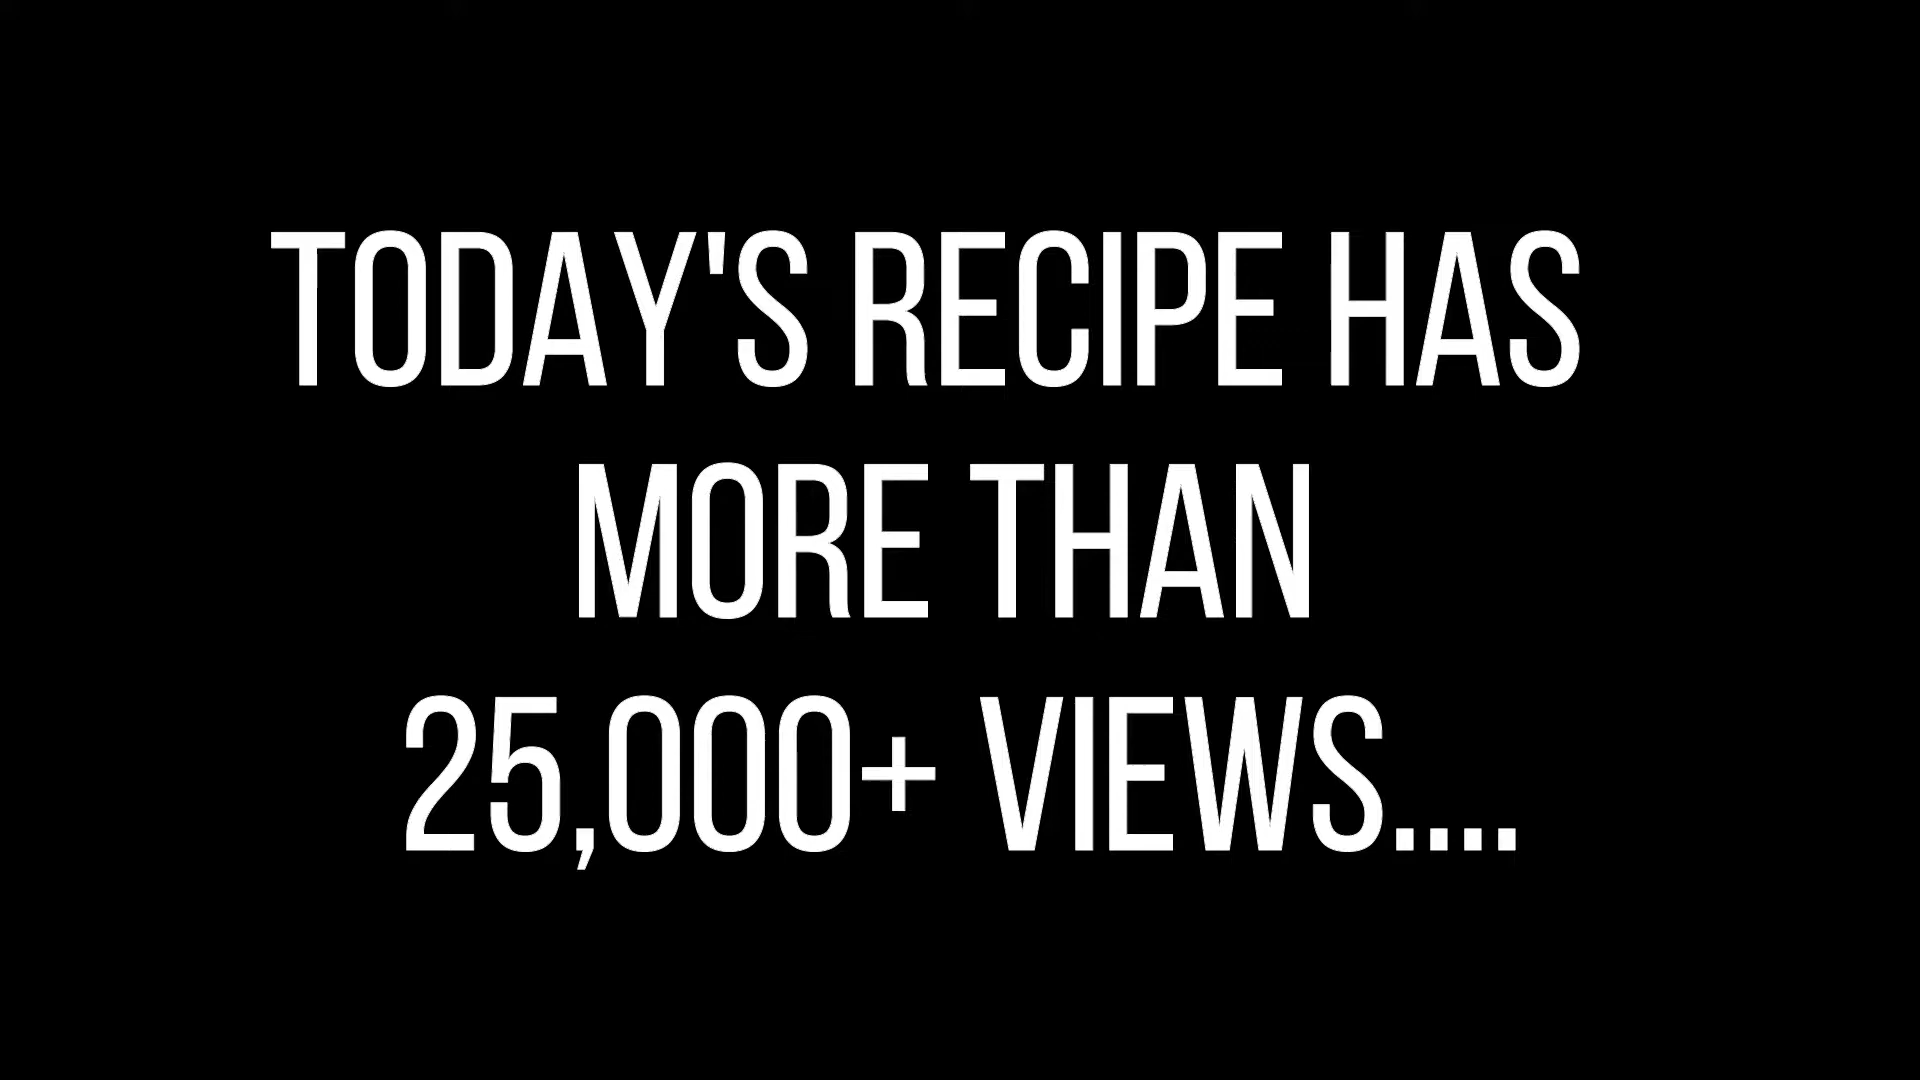 TODAY'S RECIPE HAS
MORE THAN
25,000+ VIEWS....